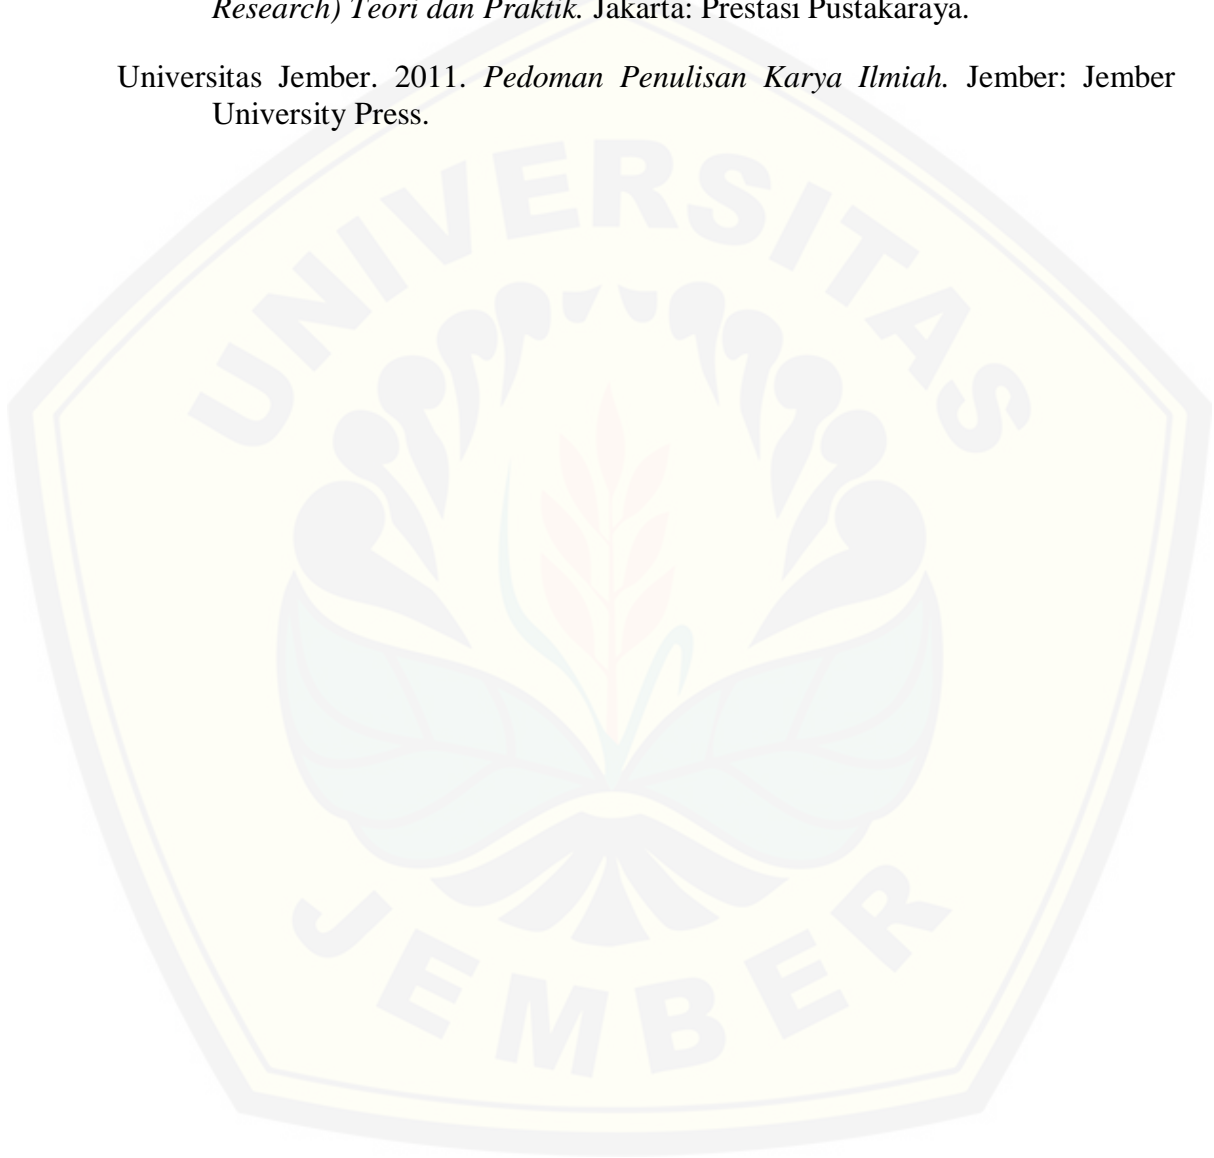 Research) Teori dan Praktik. Jakarta: Prestasi Pustakaraya.
Universitas Jember. 2011. Pedoman Penulisan Karya Ilmiah. Jember: Jember
University Press.
UNIVERSITAS
JEMBER